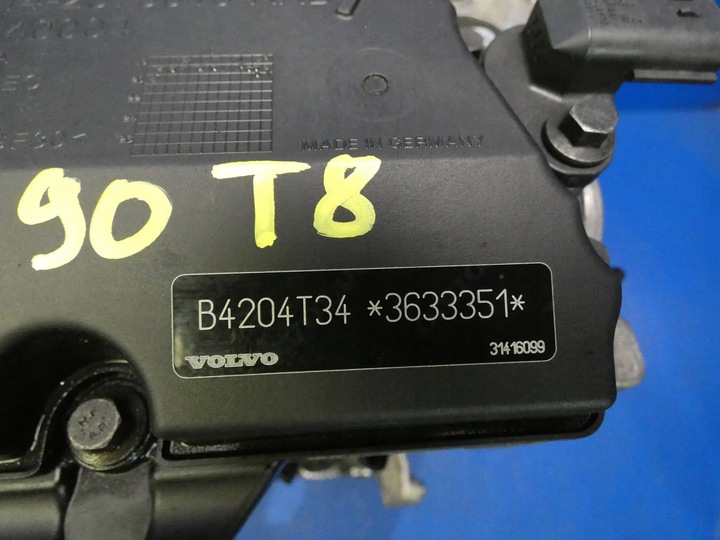 MADE IN GERMANY
90 T8
B4204T34 *3633351*
VOLVO
31416099